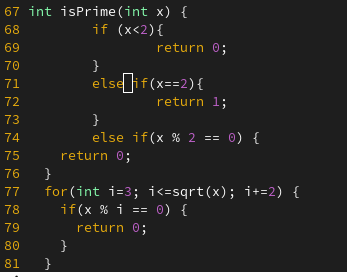 67 int isPrime(int x) {
68         if (x<2){
69                 return 0;
70         }
71         else if(x==2){
72                 return 1;
73         }
74         else if(x % 2 == 0) {
75     return 0;
76   }
77   for(int i=3; i<=sqrt(x); i+=2) {
78     if(x % i == 0) {
79       return 0;
80     }
81   }